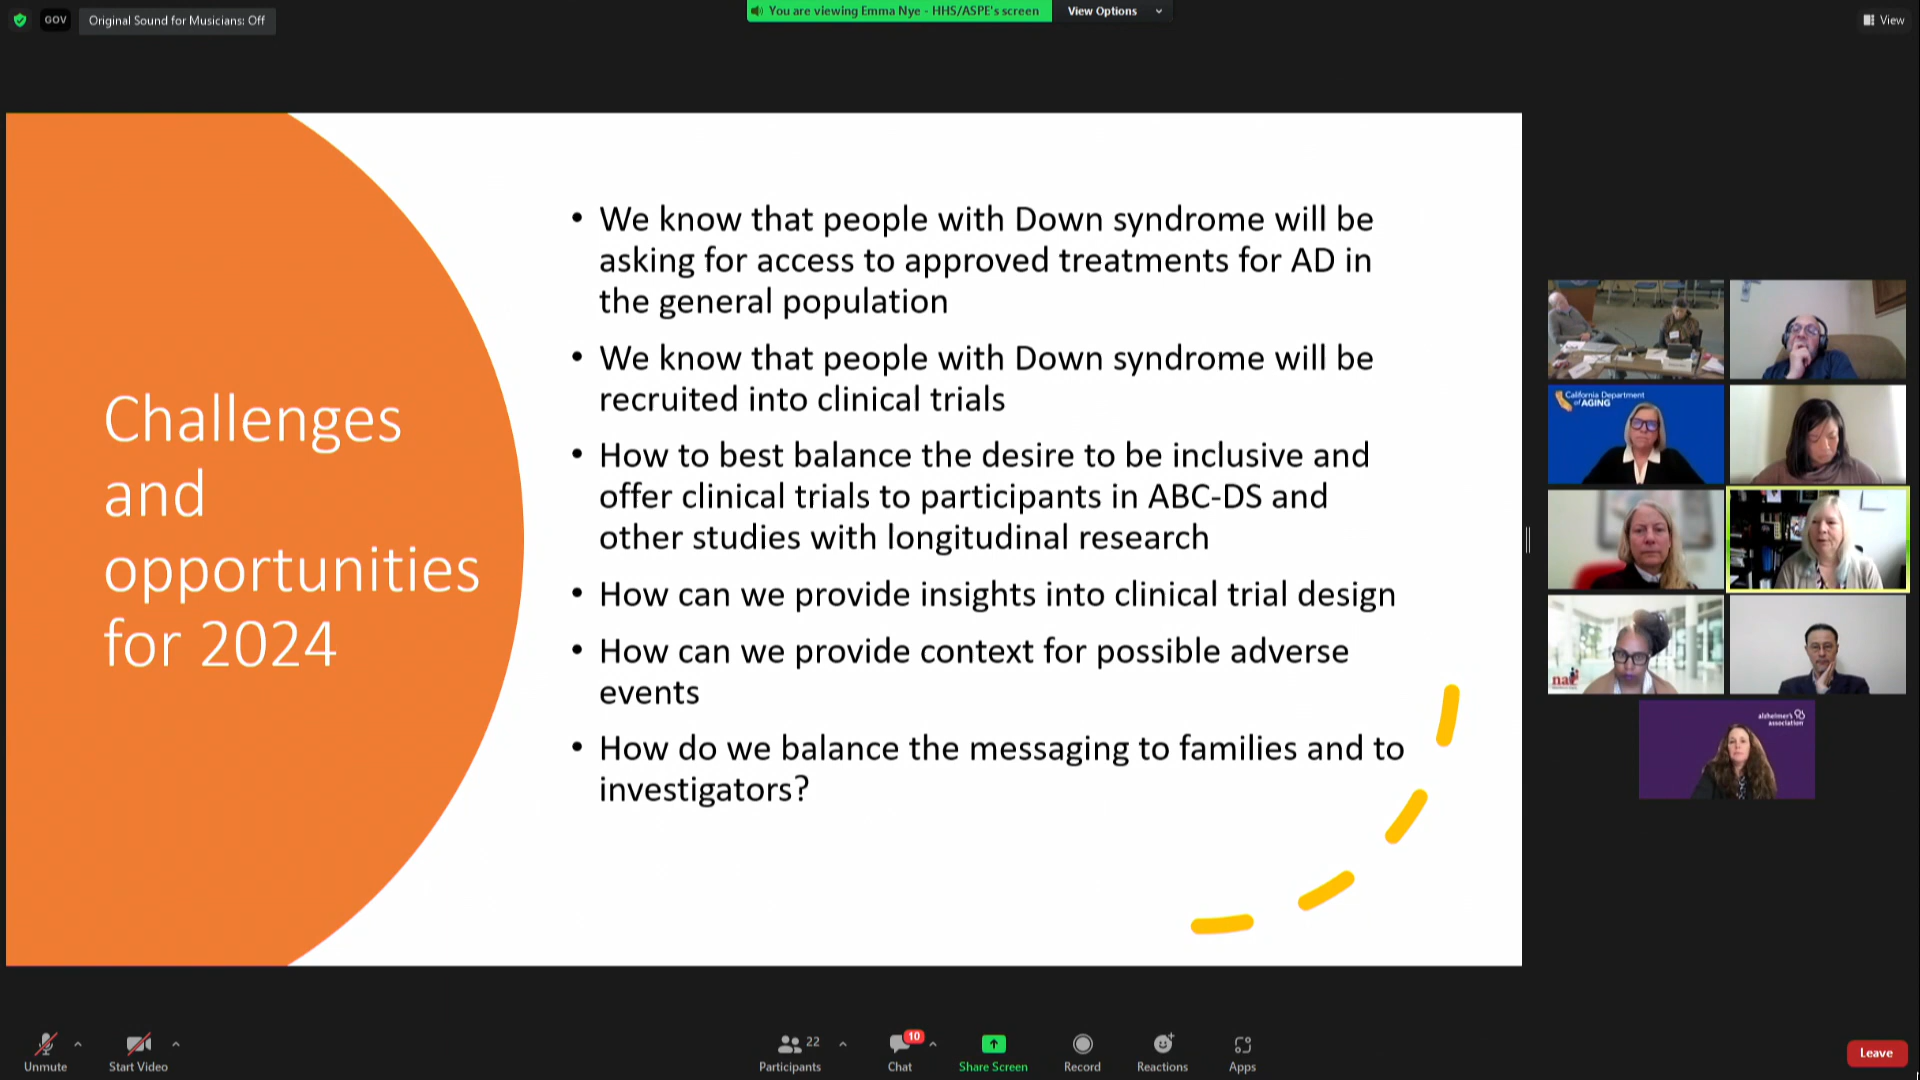 GOV
Original Sound for Musicians: Off
You are viewing Emma Nye - HHS/ASPE's screen
View Options
View
Challenges
and
opportunities
for 2024
• We know that people with Down syndrome will be
asking for access to approved treatments for AD in
the general population
• We know that people with Down syndrome will be
recruited into clinical trials
• How to best balance the desire to be inclusive and
offer clinical trials to participants in ABC-DS and
other studies with longitudinal research
• How can we provide insights into clinical trial design
• How can we provide context for possible adverse
events
• How do we balance the messaging to families and to
investigators?
California Department
of AGING
alzheimer's
association
Unmute
Start Video
22
Participants
10
Chat
Share Screen
Record
Reactions
Apps
Leave